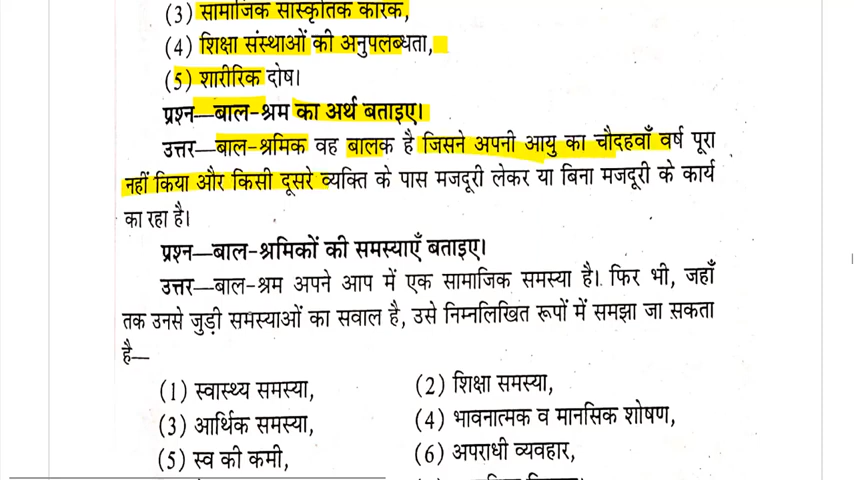 (3) सामाजिक सांस्कृतिक कारक,
(4) शिक्षा संस्थाओं की अनुपलब्धता,
(5) शारीरिक दोष।
प्रश्न—बाल-श्रम का अर्थ बताइए।
उत्तर—बाल-श्रमिक वह बालक है जिसने अपनी आयु का चौदहवाँ वर्ष पूरा
नहीं किया और किसी दूसरे व्यक्ति के पास मजदूरी लेकर या बिना मजदूरी के कार्य
का रहा है।
प्रश्न—बाल-श्रमिकों की समस्याएँ बताइए।
उत्तर—बाल-श्रम अपने आप में एक सामाजिक समस्या है। फिर भी, जहाँ
तक उनसे जुड़ी समस्याओं का सवाल है, उसे निम्नलिखित रूपों में समझा जा सकता
है—
(1) स्वास्थ्य समस्या, (2) शिक्षा समस्या,
(3) आर्थिक समस्या, (4) भावनात्मक व मानसिक शोषण,
(5) स्व की कमी, (6) अपराधी व्यवहार,